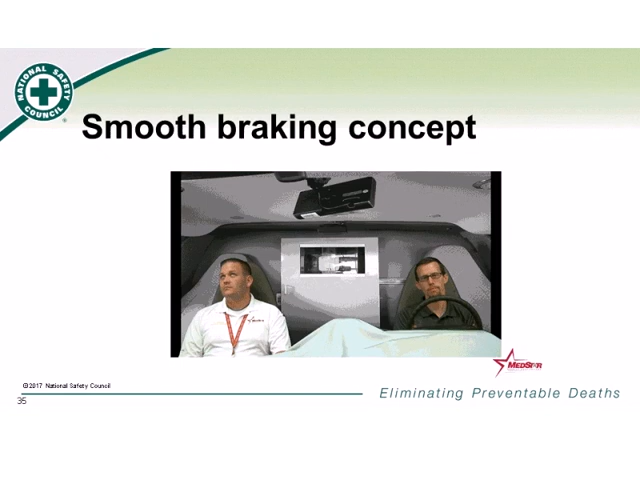 NATIONAL SAFETY
COUNCIL
®
Smooth braking concept
MEDSTAR
©2017 National Safety Council
Eliminating Preventable Deaths
35